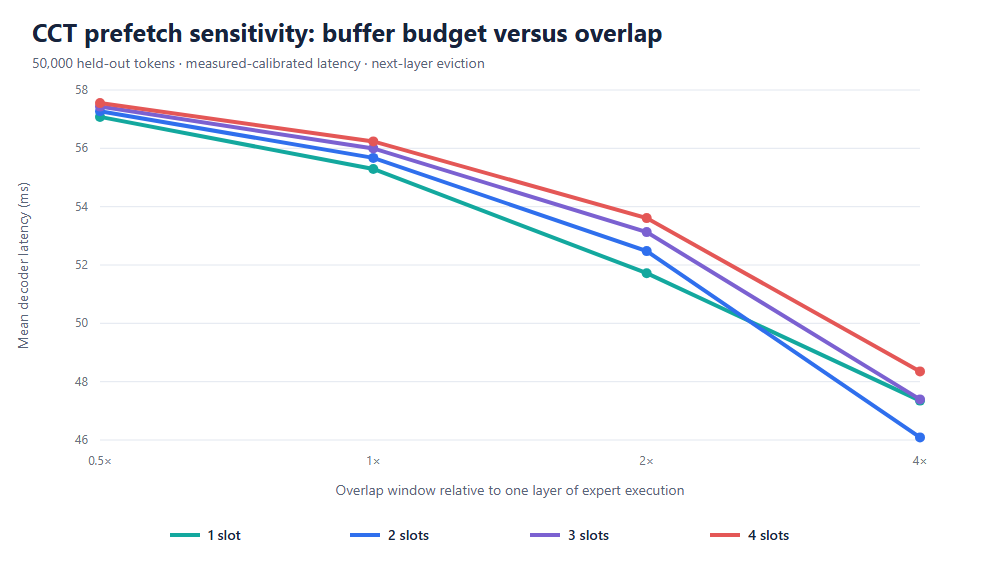 CCT prefetch sensitivity: buffer budget versus overlap
50,000 held-out tokens · measured-calibrated latency · next-layer eviction
58
56
54
52
50
48
46
Mean decoder latency (ms)
0.5× 1× 2× 4×
Overlap window relative to one layer of expert execution
1 slot 2 slots 3 slots 4 slots